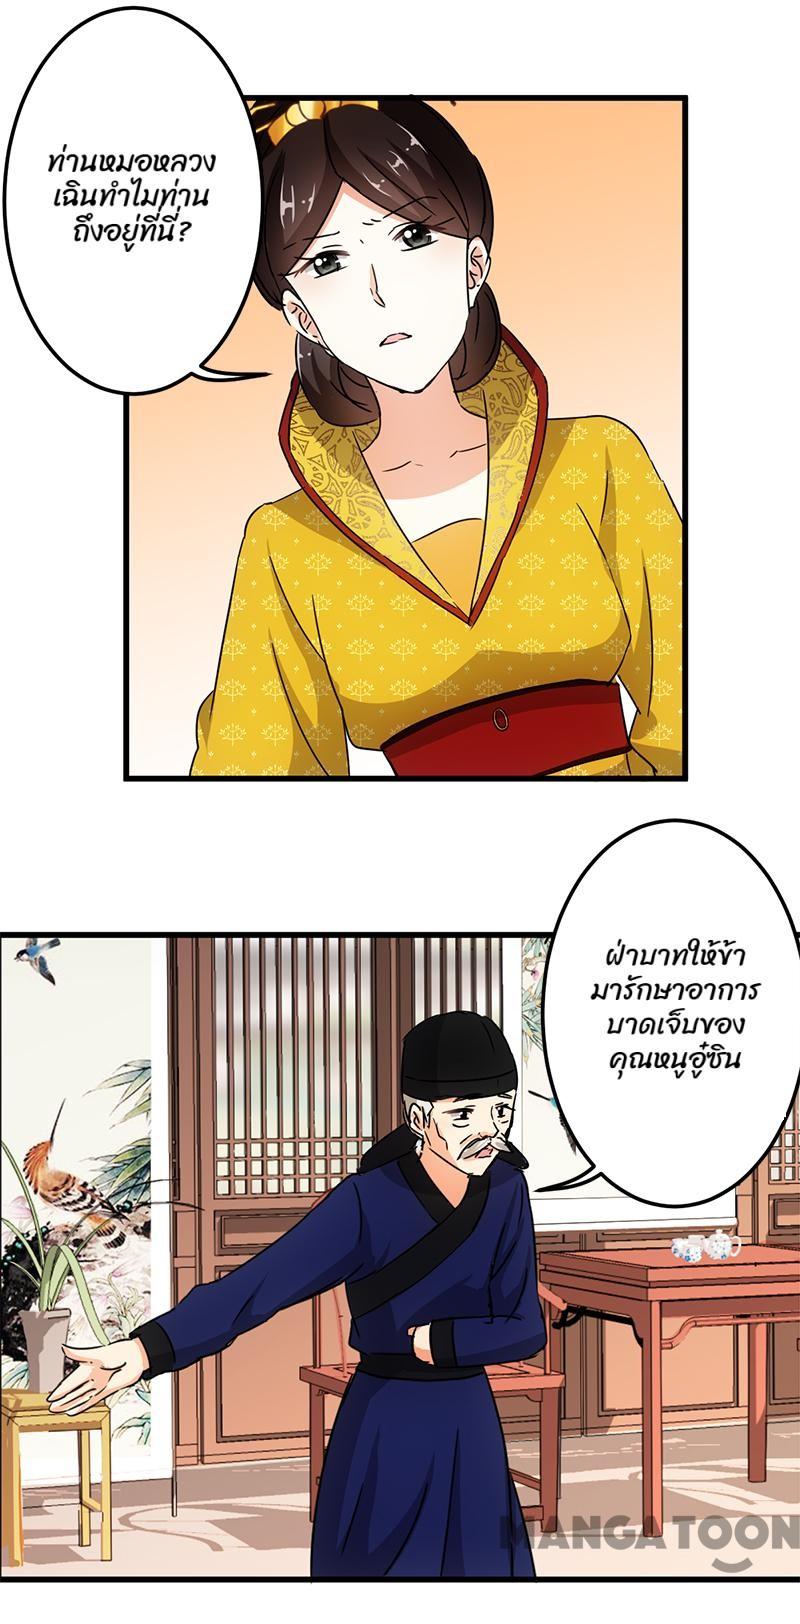 ท่านหมอหลวง
เฉินทำไมท่าน
ถึงอยู่ที่นี่?
ฝ่าบาทให้ข้า
มารักษาอาการ
บาดเจ็บของ
คุณหนูอู๋ซิน
MANGATOON